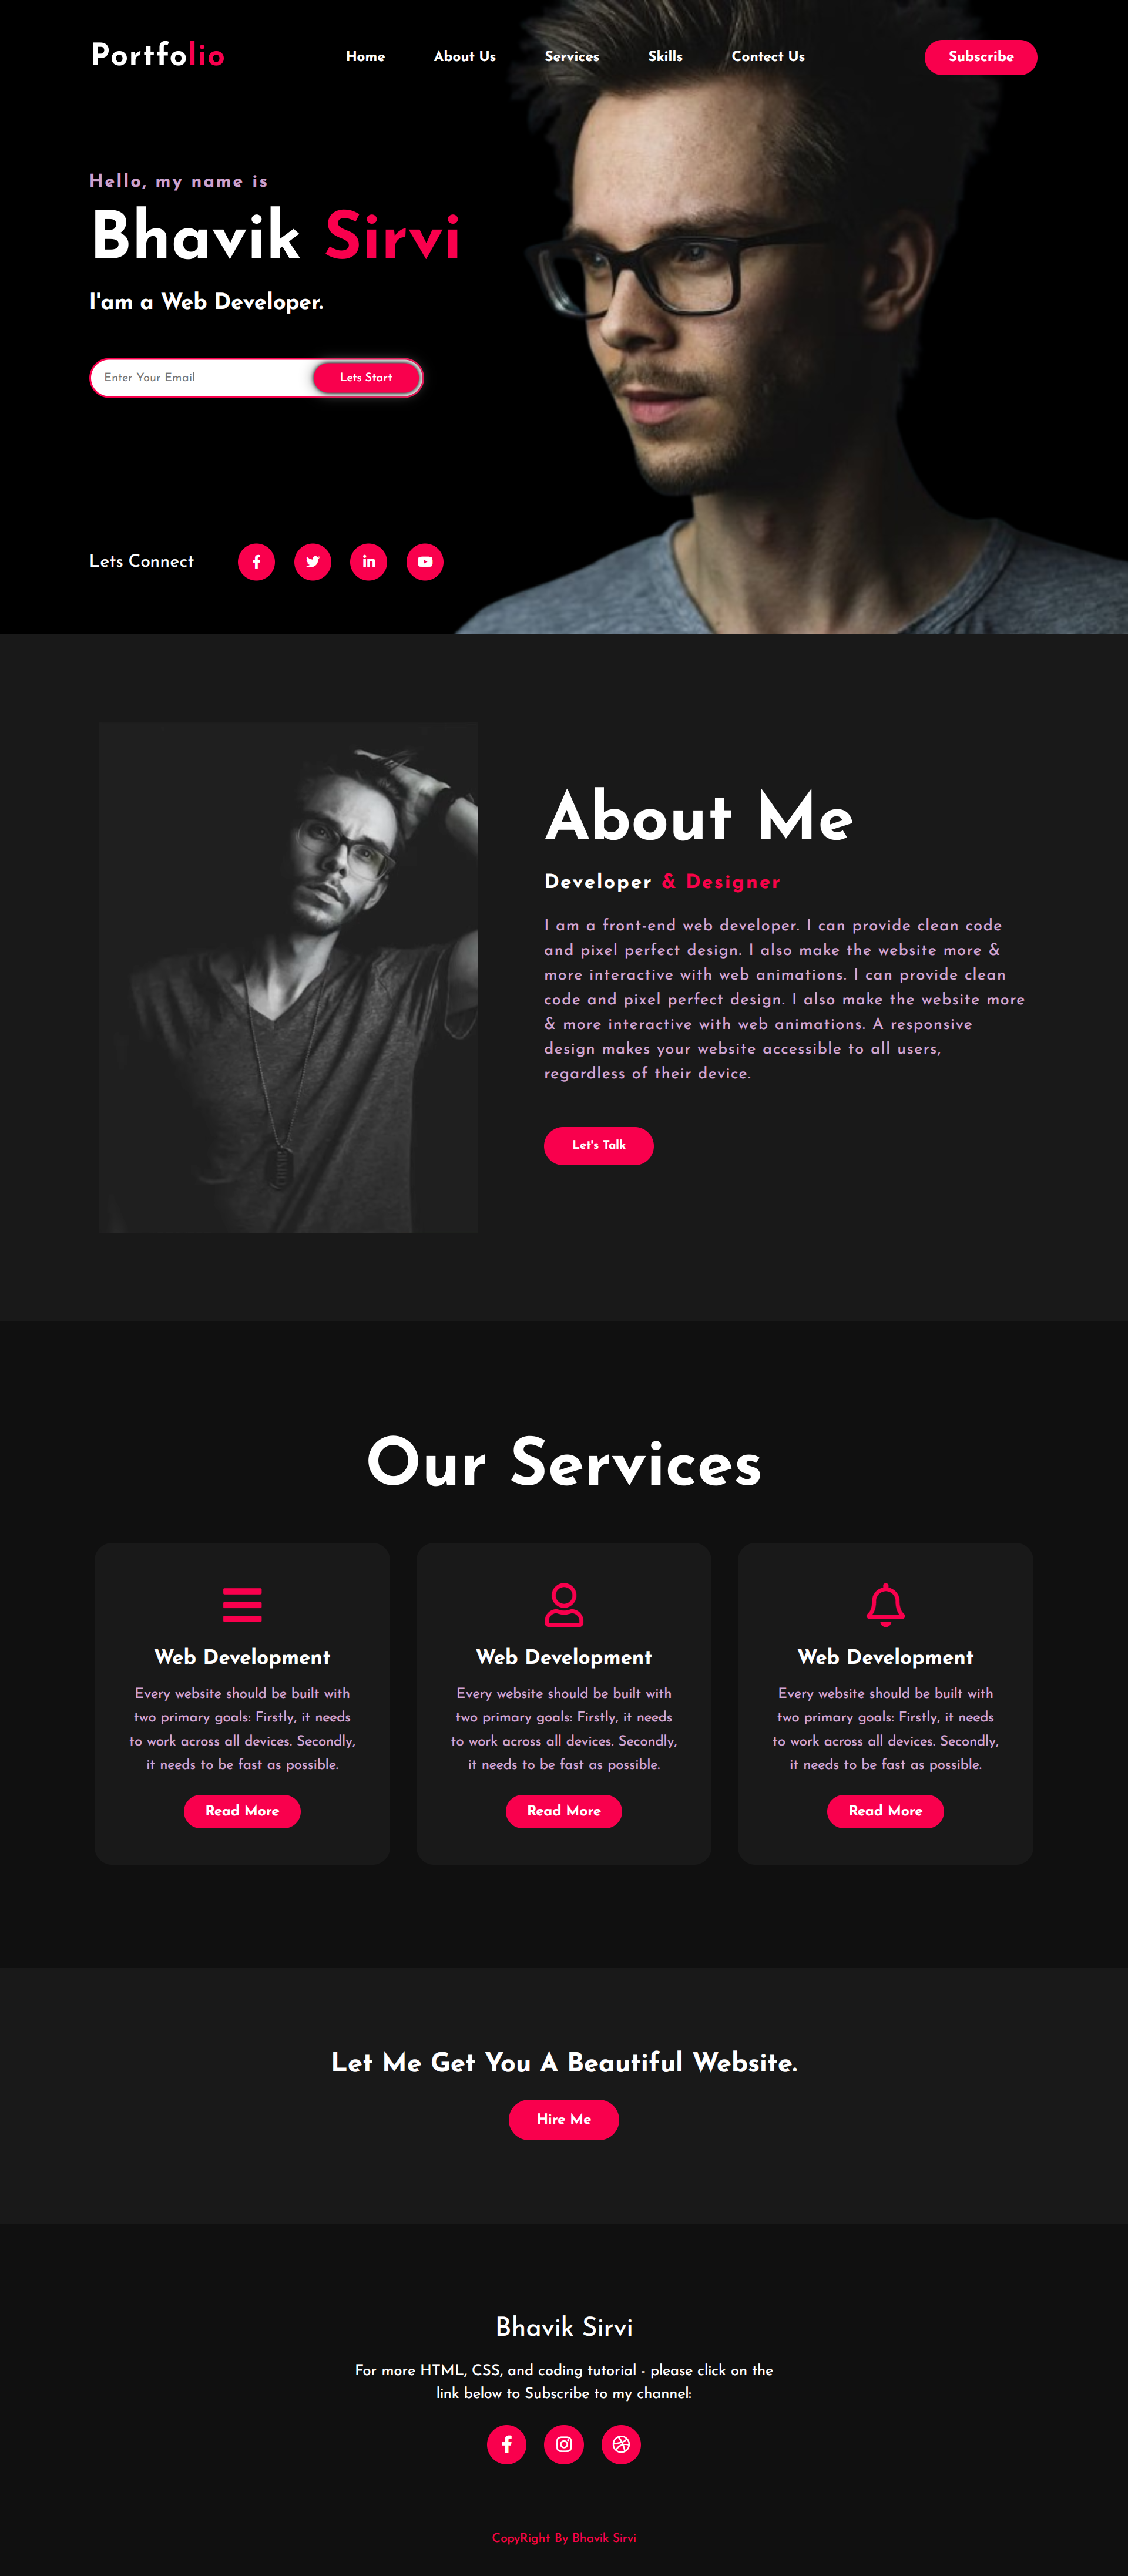 Portfolio
Home
About Us
Services
Skills
Contect Us
Subscribe
Hello, my name is
Bhavik Sirvi
I'am a Web Developer.
Enter Your Email
Lets Start
Lets Connect
About Me
Developer & Designer
I am a front-end web developer. I can provide clean code
and pixel perfect design. I also make the website more &
more interactive with web animations. I can provide clean
code and pixel perfect design. I also make the website more
& more interactive with web animations. A responsive
design makes your website accessible to all users,
regardless of their device.
Let's Talk
Our Services
Web Development
Every website should be built with
two primary goals: Firstly, it needs
to work across all devices. Secondly,
it needs to be fast as possible.
Read More
Web Development
Every website should be built with
two primary goals: Firstly, it needs
to work across all devices. Secondly,
it needs to be fast as possible.
Read More
Web Development
Every website should be built with
two primary goals: Firstly, it needs
to work across all devices. Secondly,
it needs to be fast as possible.
Read More
Let Me Get You A Beautiful Website.
Hire Me
Bhavik Sirvi
For more HTML, CSS, and coding tutorial - please click on the
link below to Subscribe to my channel:
CopyRight By Bhavik Sirvi